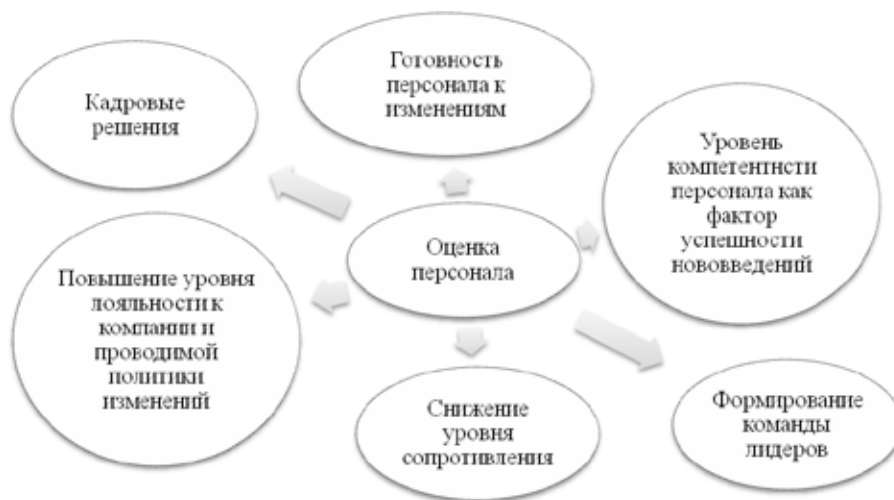 Готовность
персонала к
изменениям
Кадровые
решения
Уровень
компетентнсти
персонала как
фактор
успешности
нововведений
Оценка
персонала
Повышение уровня
лояльности к
компании и
проводимой
политики
изменений
Снижение
уровня
сопротивления
Формирование
команды
лидеров